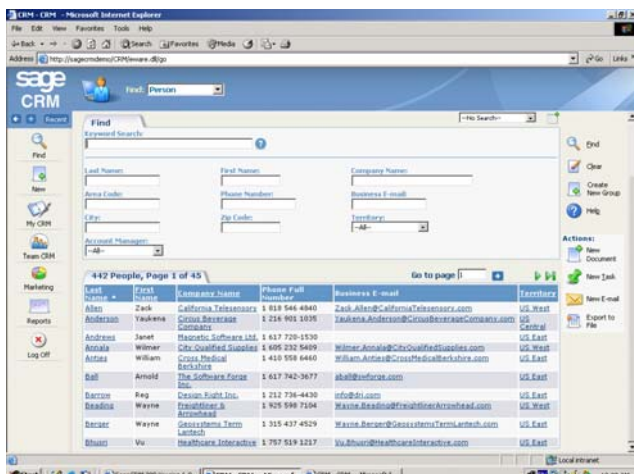 CRM - CRM - Microsoft Internet Explorer
File Edit View Favorites Tools Help
Back Search Favorites Media
Address http://sagecrmdemo/CRM/eware.dll/go Go Links
sage CRM
Find: Person
Recent
Find
--No Search--
Keyword Search:
Last Name: First Name: Company Name:
Area Code: Phone Number: Business E-mail:
City: Zip Code: Territory:
--All--
Account Manager:
--All--
Find
New
My CRM
Team CRM
Marketing
Reports
Log Off
Find
Clear
Create New Group
Help
Actions:
New Document
New Task
New E-mail
Export to File
442 People, Page 1 of 45 Go to page 1
Last Name First Name Company Name Phone Full Number Business E-mail Territory
Allen Zack California Telesensors 1 818 546 4840 Zack.Allen@CaliforniaTelesensors.com US West
Anderson Yaukena Circus Beverage Company 1 216 901 1035 Yaukena.Anderson@CircusBeverageCompany.com US Central
Andrews Janet Magnetic Software Ltd. 1 617 720-1530 US East
Annala Wilmer City Qualified Supplies 1 605 232 5489 Wilmer.Annala@CityQualifiedSupplies.com US West
Anties William Cross Medical Berkshire 1 410 558 6460 William.Anties@CrossMedicalBerkshire.com US East
Ball Arnold The Software Forge Inc. 1 617 742-3677 aball@swforge.com US East
Barrow Reg Design Right Inc. 1 212 736-4430 info@dri.com US East
Beading Wayne Freightliner & Arrowhead 1 925 598 7104 Wayne.Beading@FreightlinerArrowhead.com US West
Berger Wayne Geosystems Term Lantech 1 315 437 4529 Wayne.Berger@GeosystemsTermLantech.com US East
Bhuari Vu Healthcare Interactive 1 757 519 1217 Vu.Bhuari@HealthcareInteractive.com US East
Local intranet